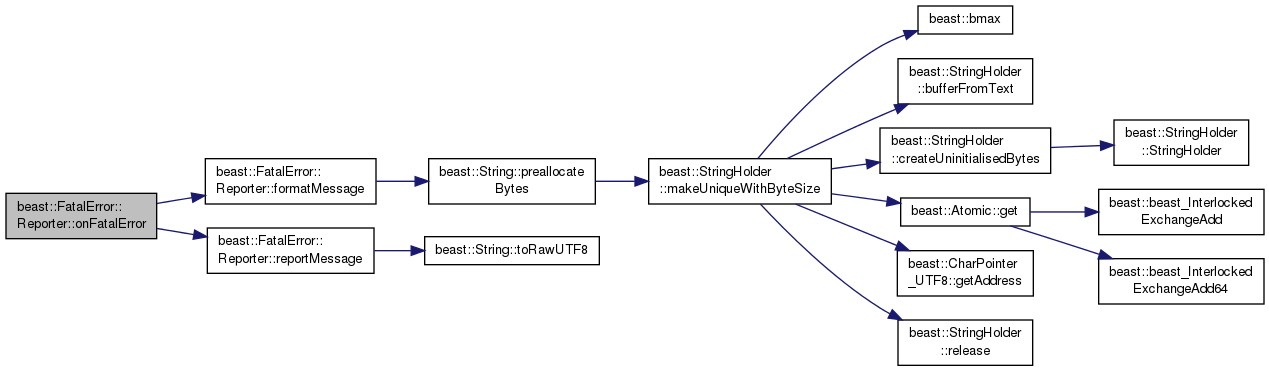 beast::FatalError::
Reporter::onFatalError
beast::FatalError::
Reporter::formatMessage
beast::FatalError::
Reporter::reportMessage
beast::String::preallocate
Bytes
beast::String::toRawUTF8
beast::StringHolder
::makeUniqueWithByteSize
beast::bmax
beast::StringHolder
::bufferFromText
beast::StringHolder
::createUninitialisedBytes
beast::Atomic::get
beast::CharPointer
_UTF8::getAddress
beast::StringHolder
::release
beast::StringHolder
::StringHolder
beast::beast_Interlocked
ExchangeAdd
beast::beast_Interlocked
ExchangeAdd64